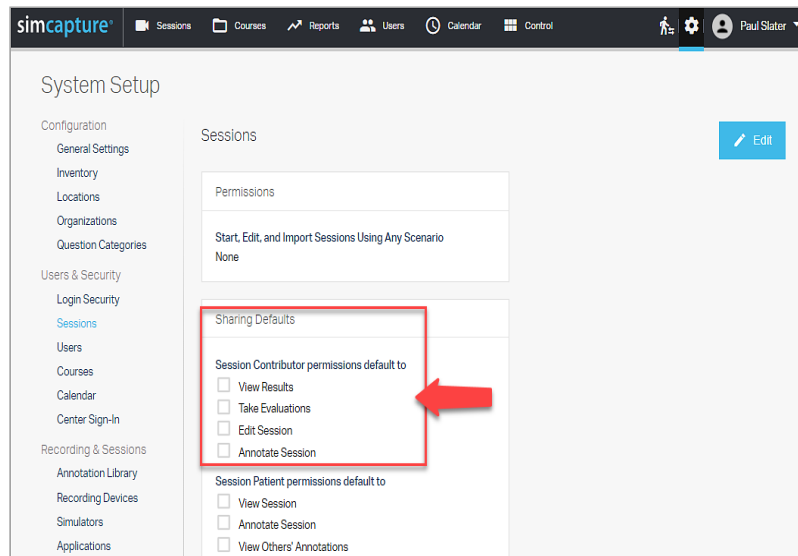 simcapture® Sessions Courses Reports Users Calendar Control Paul Slater
System Setup
Configuration
General Settings
Inventory
Locations
Organizations
Question Categories
Users & Security
Login Security
Sessions
Users
Courses
Calendar
Center Sign-In
Recording & Sessions
Annotation Library
Recording Devices
Simulators
Applications
Sessions
Edit
Permissions
Start, Edit, and Import Sessions Using Any Scenario
None
Sharing Defaults
Session Contributor permissions default to
View Results
Take Evaluations
Edit Session
Annotate Session
Session Patient permissions default to
View Session
Annotate Session
View Others' Annotations